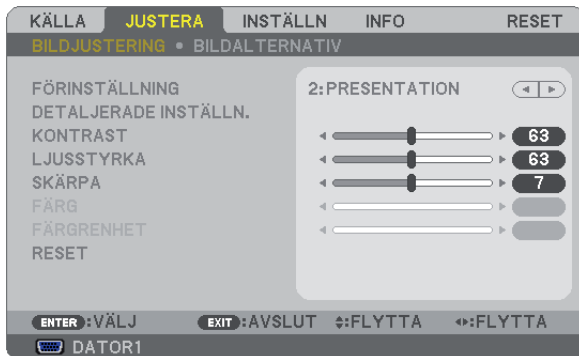 KÄLLA JUSTERA INSTÄLLN INFO RESET
BILDJUSTERING • BILDALTERNATIV
FÖRINSTÄLLNING 2:PRESENTATION
DETALJERADE INSTÄLLN.
KONTRAST 63
LJUSSTYRKA 63
SKÄRPA 7
FÄRG
FÄRGRENHET
RESET
ENTER:VÄLJ EXIT:AVSLUT :FLYTTA :FLYTTA
DATOR1